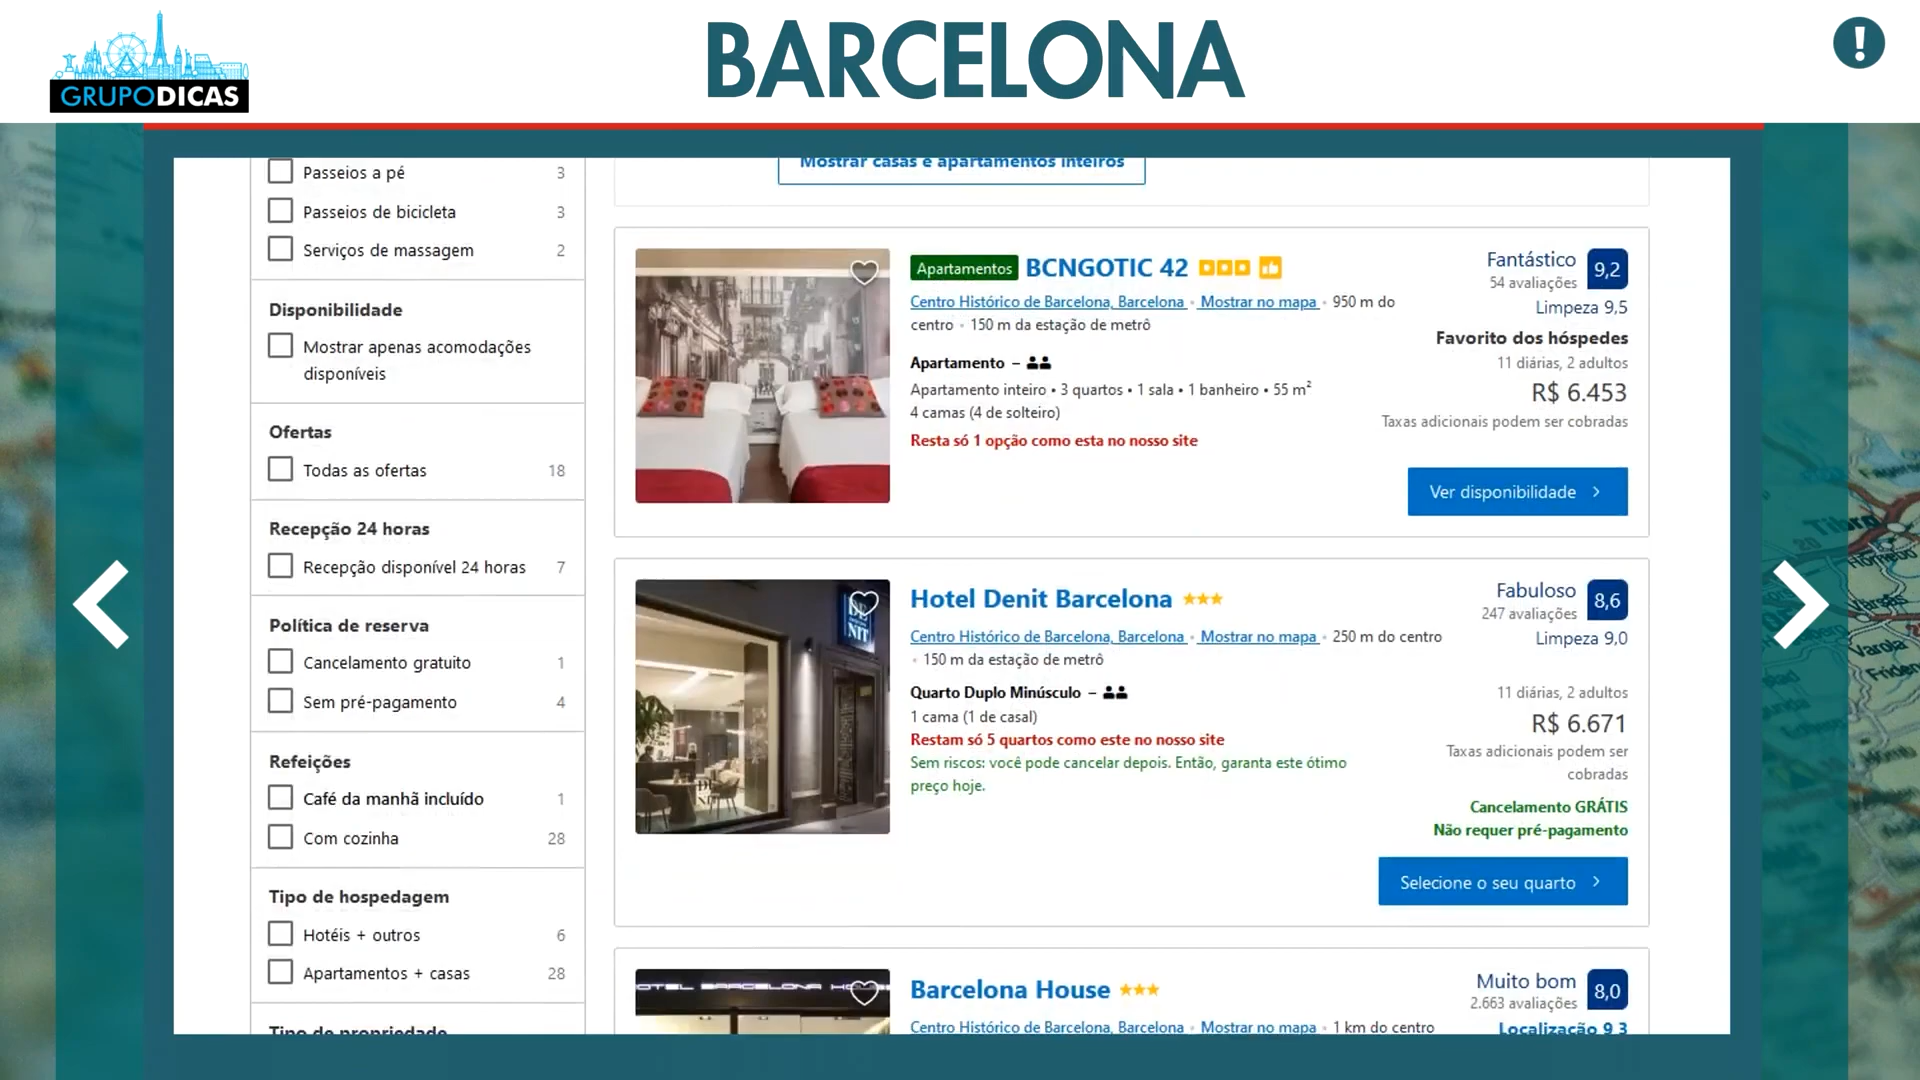 GRUPODICAS
BARCELONA
Passeios a pé 3
Passeios de bicicleta 3
Serviços de massagem 2
Disponibilidade
Mostrar apenas acomodações
disponíveis
Ofertas
Todas as ofertas 18
Recepção 24 horas
Recepção disponível 24 horas 7
Política de reserva
Cancelamento gratuito 1
Sem pré-pagamento 4
Refeições
Café da manhã incluído 1
Com cozinha 28
Tipo de hospedagem
Hotéis + outros 6
Apartamentos + casas 28
Tipo de propriedade
Mostrar casas e apartamentos inteiros
Apartamentos BCNGOTIC 42
Centro Histórico de Barcelona, Barcelona • Mostrar no mapa • 950 m do
centro • 150 m da estação de metrô
Apartamento –
Apartamento inteiro • 3 quartos • 1 sala • 1 banheiro • 55 m²
4 camas (4 de solteiro)
Resta só 1 opção como esta no nosso site
Fantástico 9,2
54 avaliações
Limpeza 9,5
Favorito dos hóspedes
11 diárias, 2 adultos
R$ 6.453
Taxas adicionais podem ser cobradas
Ver disponibilidade
DE
NIT
Hotel Denit Barcelona
Centro Histórico de Barcelona, Barcelona • Mostrar no mapa • 250 m do centro
• 150 m da estação de metrô
Quarto Duplo Minúsculo –
1 cama (1 de casal)
Restam só 5 quartos como este no nosso site
Sem riscos: você pode cancelar depois. Então, garanta este ótimo
preço hoje.
Fabuloso 8,6
247 avaliações
Limpeza 9,0
11 diárias, 2 adultos
R$ 6.671
Taxas adicionais podem ser
cobradas
Cancelamento GRÁTIS
Não requer pré-pagamento
Selecione o seu quarto
Barcelona House
Centro Histórico de Barcelona, Barcelona • Mostrar no mapa • 1 km do centro
Muito bom 8,0
2.663 avaliações
Localização 9,3